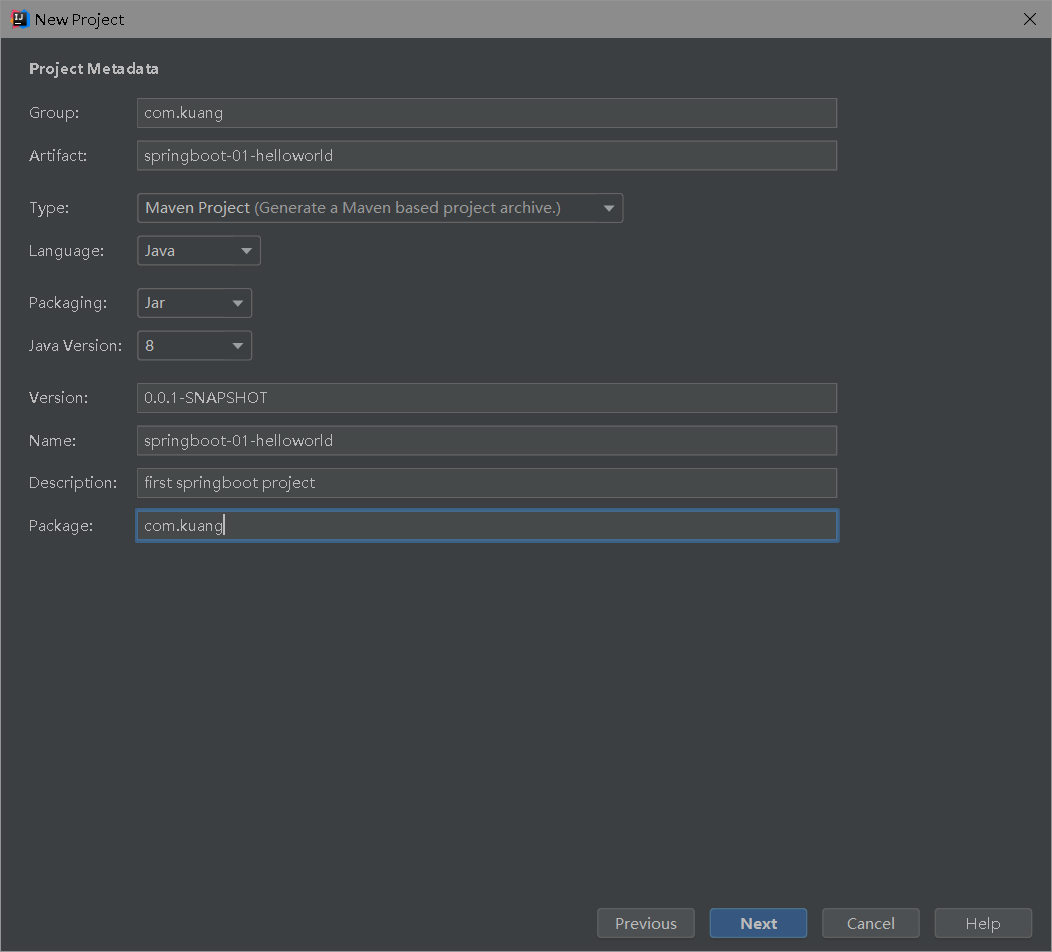 New Project
Project Metadata
Group: com.kuang
Artifact: springboot-01-helloworld
Type: Maven Project (Generate a Maven based project archive.)
Language: Java
Packaging: Jar
Java Version: 8
Version: 0.0.1-SNAPSHOT
Name: springboot-01-helloworld
Description: first springboot project
Package: com.kuang
Previous Next Cancel Help